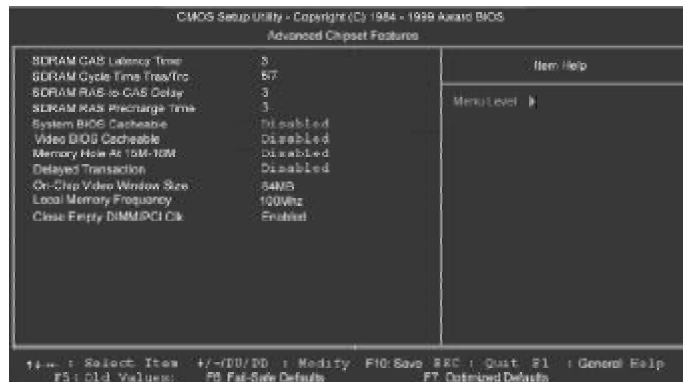 CMOS Setup Utility - Copyright (C) 1984 - 1999 Award BIOS
Advanced Chipset Features
SDRAM CAS Latency Time 3
SDRAM Cycle Time Tras/Trc 5/7
SDRAM RAS-to-CAS Delay 3
SDRAM RAS Precharge Time 3
System BIOS Cacheable Disabled
Video BIOS Cacheable Disabled
Memory Hole At 15M-16M Disabled
Delayed Transaction Disabled
On-Chip Video Window Size 64MB
Local Memory Frequency 100Mhz
Close Empty DIMM/PCI Clk Enabled
Item Help
Menu Level
: Select Item +/-/PU/PD : Modify F10: Save ESC : Quit F1 : General Help
F5: Old Values: F6: Fail-Safe Defaults F7: Optimized Defaults